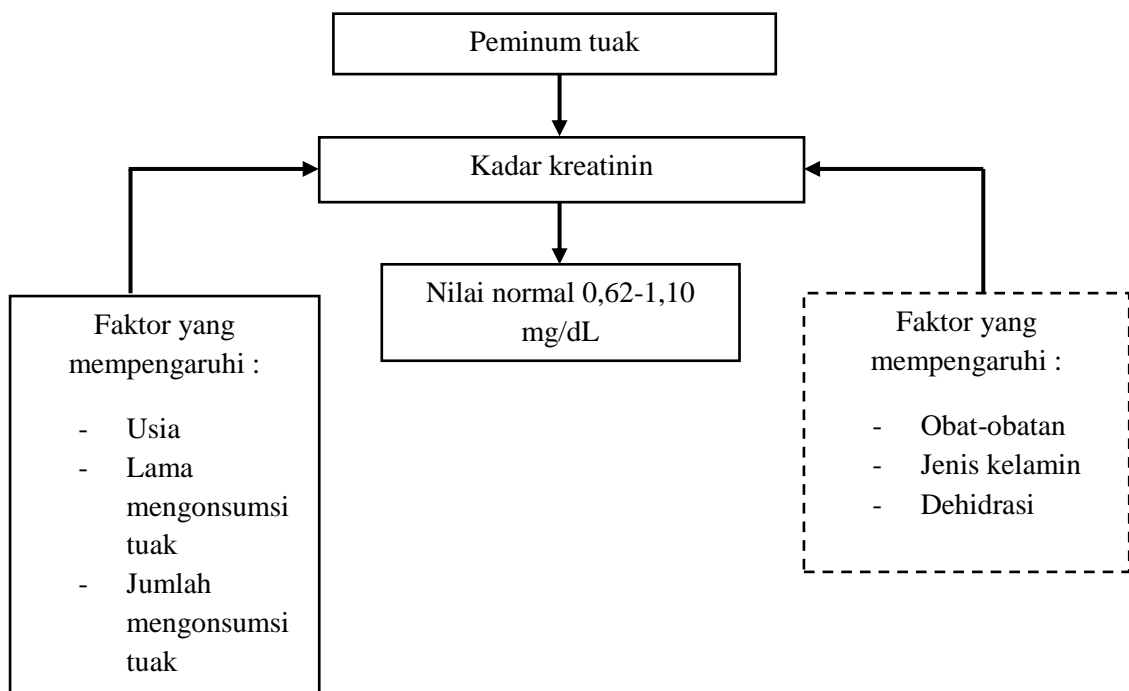 Peminum tuak
Kadar kreatinin
Nilai normal 0,62-1,10
mg/dL
Faktor yang
mempengaruhi :
- Usia
- Lama
mengonsumsi
tuak
- Jumlah
mengonsumsi
tuak
Faktor yang
mempengaruhi :
- Obat-obatan
- Jenis kelamin
- Dehidrasi